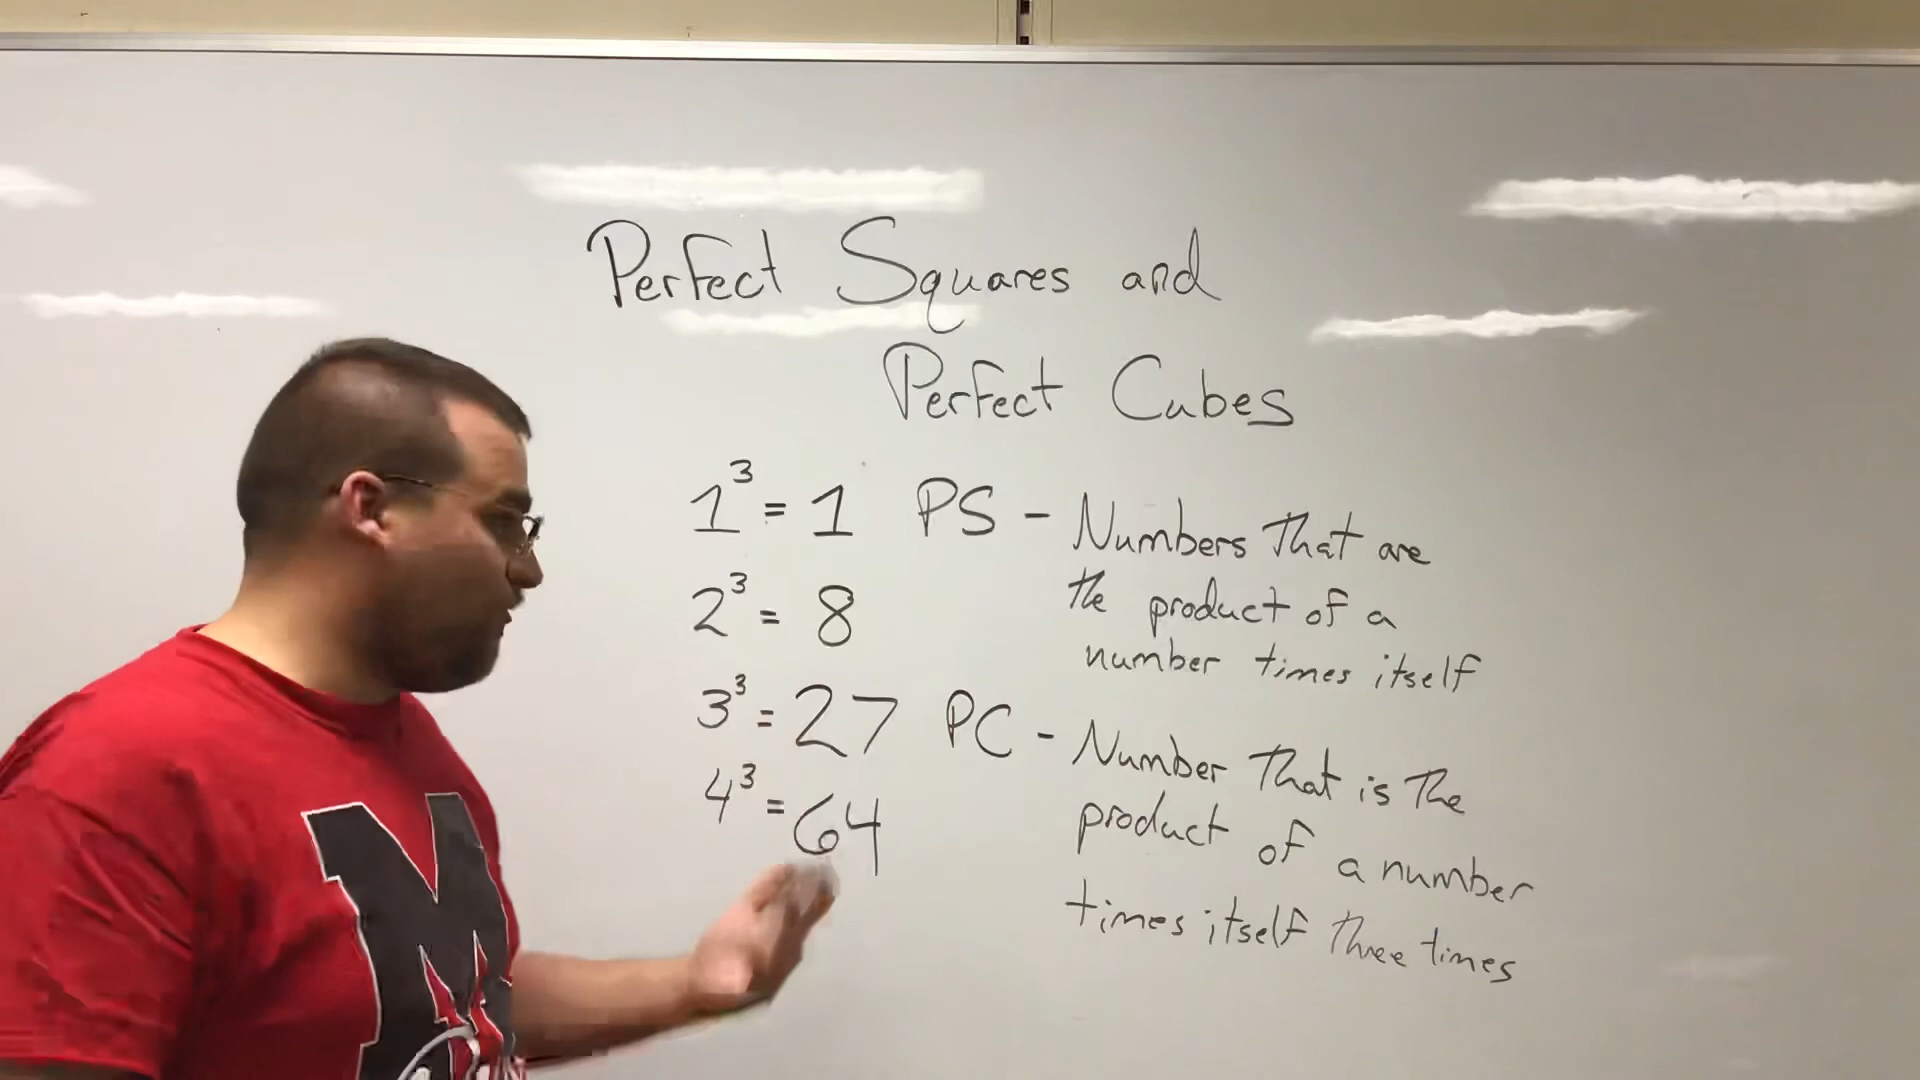 Perfect Squares and
Perfect Cubes
1³ = 1
2³ = 8
3³ = 27
4³ = 64
PS - Numbers that are
the product of a
number times itself
PC - Number that is the
product of a number
times itself three times
M